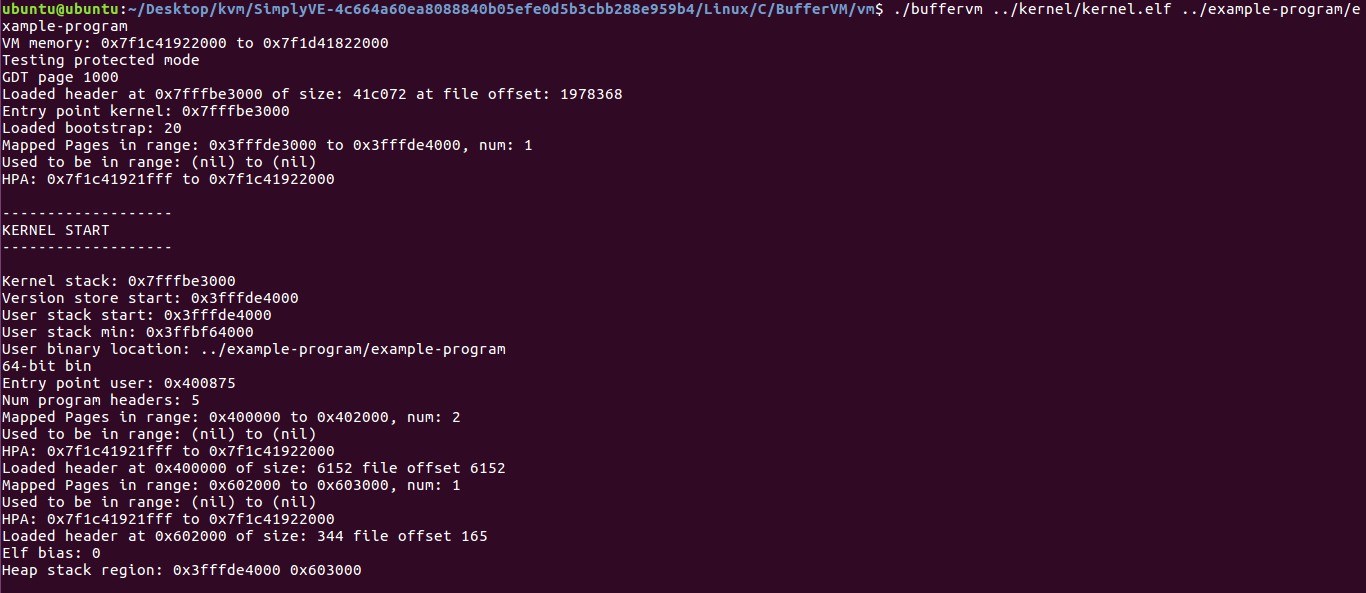 ubuntu@ubuntu:~/Desktop/kvm/SimplyVE-4c664a60ea8088840b05efe0d5b3cbb288e959b4/Linux/C/BufferVM/vm$ ./buffervm ../kernel/kernel.elf ../example-program/e
xample-program
VM memory: 0x7f1c41922000 to 0x7f1d41822000
Testing protected mode
GDT page 1000
Loaded header at 0x7fffbe3000 of size: 41c072 at file offset: 1978368
Entry point kernel: 0x7fffbe3000
Loaded bootstrap: 20
Mapped Pages in range: 0x3fffde3000 to 0x3fffde4000, num: 1
Used to be in range: (nil) to (nil)
HPA: 0x7f1c41921fff to 0x7f1c41922000
-------------------
KERNEL START
-------------------
Kernel stack: 0x7fffbe3000
Version store start: 0x3fffde4000
User stack start: 0x3fffde4000
User stack min: 0x3ffbf64000
User binary location: ../example-program/example-program
64-bit bin
Entry point user: 0x400875
Num program headers: 5
Mapped Pages in range: 0x400000 to 0x402000, num: 2
Used to be in range: (nil) to (nil)
HPA: 0x7f1c41921fff to 0x7f1c41922000
Loaded header at 0x400000 of size: 6152 file offset 6152
Mapped Pages in range: 0x602000 to 0x603000, num: 1
Used to be in range: (nil) to (nil)
HPA: 0x7f1c41921fff to 0x7f1c41922000
Loaded header at 0x602000 of size: 344 file offset 165
Elf bias: 0
Heap stack region: 0x3fffde4000 0x603000